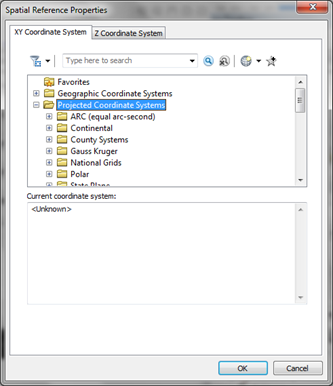 Spatial Reference Properties
XY Coordinate System
Z Coordinate System
Type here to search
Favorites
Geographic Coordinate Systems
Projected Coordinate Systems
ARC (equal arc-second)
Continental
County Systems
Gauss Kruger
National Grids
Polar
State Plane
Current coordinate system:
<Unknown>
OK
Cancel